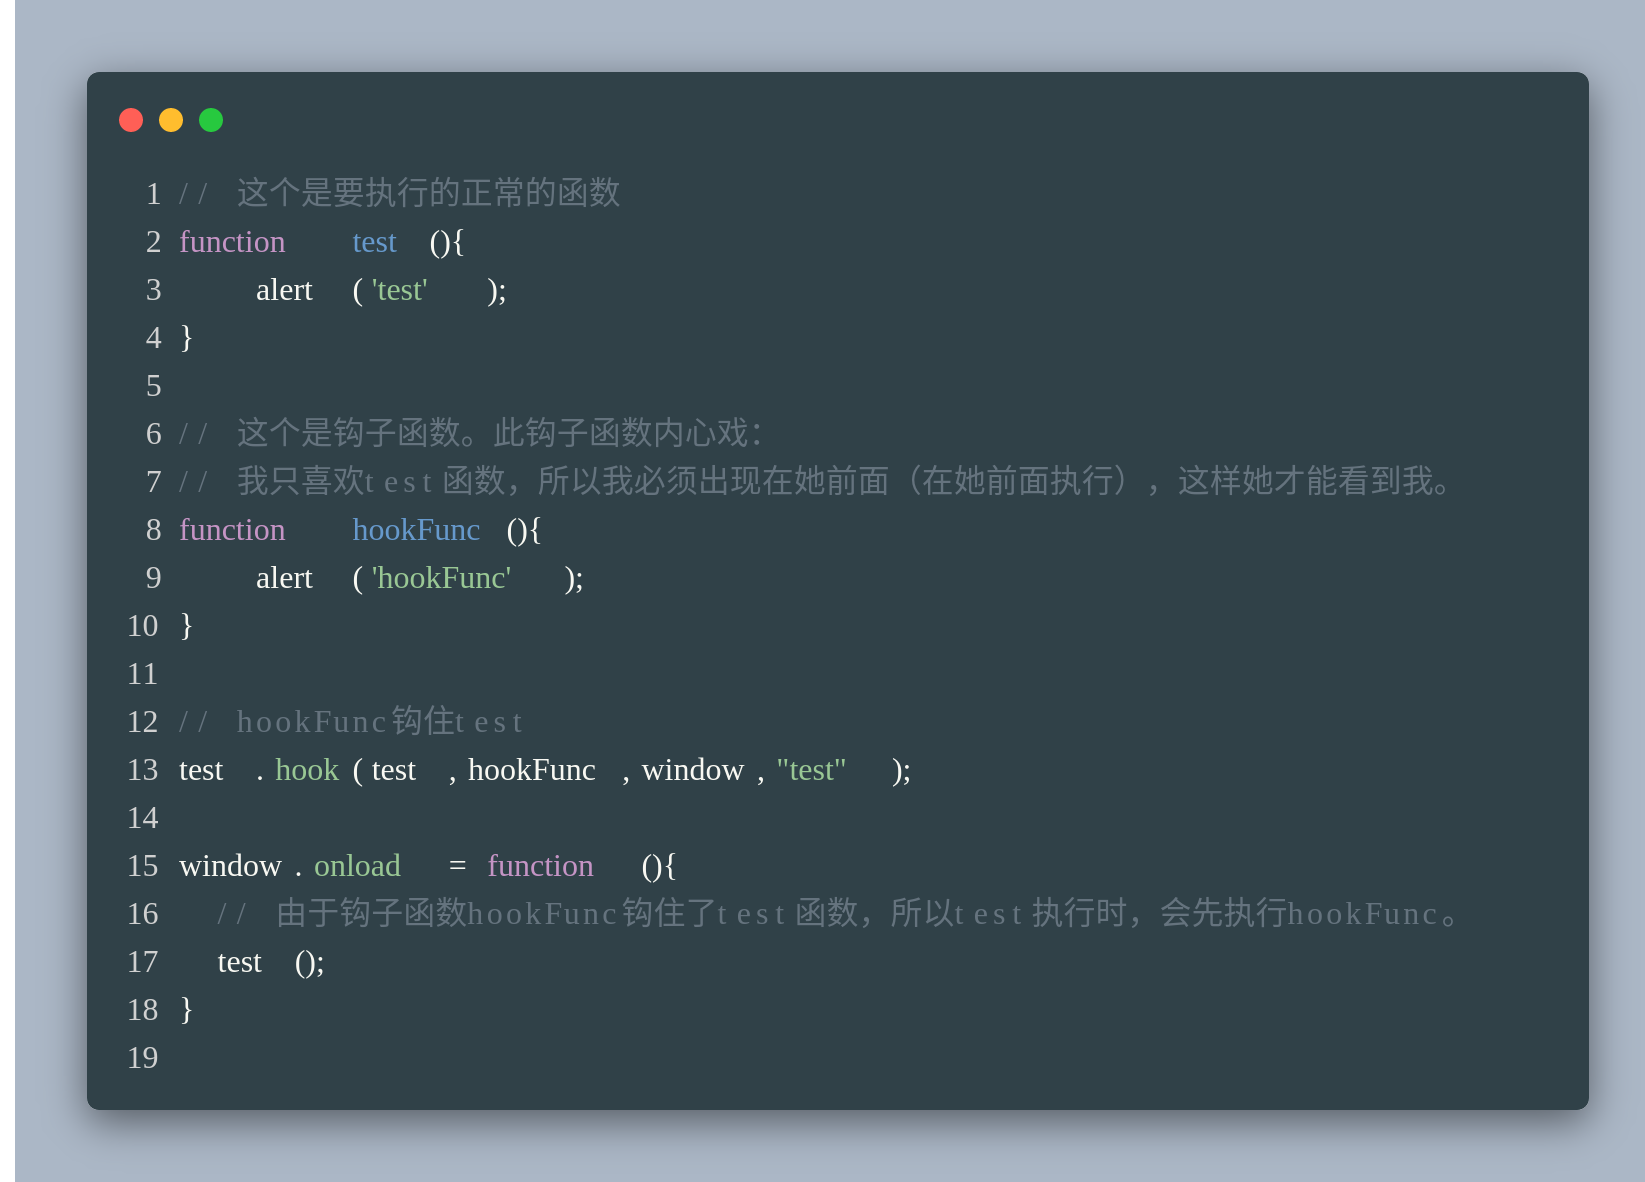 1 // 这个是要执行的正常的函数
2 function test(){
3     alert('test');
4 }
5
6 // 这个是钩子函数。此钩子函数内心戏：
7 // 我只喜欢test函数，所以我必须出现在她前面（在她前面执行），这样她才能看到我。
8 function hookFunc(){
9     alert('hookFunc');
10 }
11
12 // hookFunc钩住test
13 test.hook(test,hookFunc,window,"test");
14
15 window.onload = function(){
16   // 由于钩子函数hookFunc钩住了test函数，所以test执行时，会先执行hookFunc。
17   test();
18 }
19